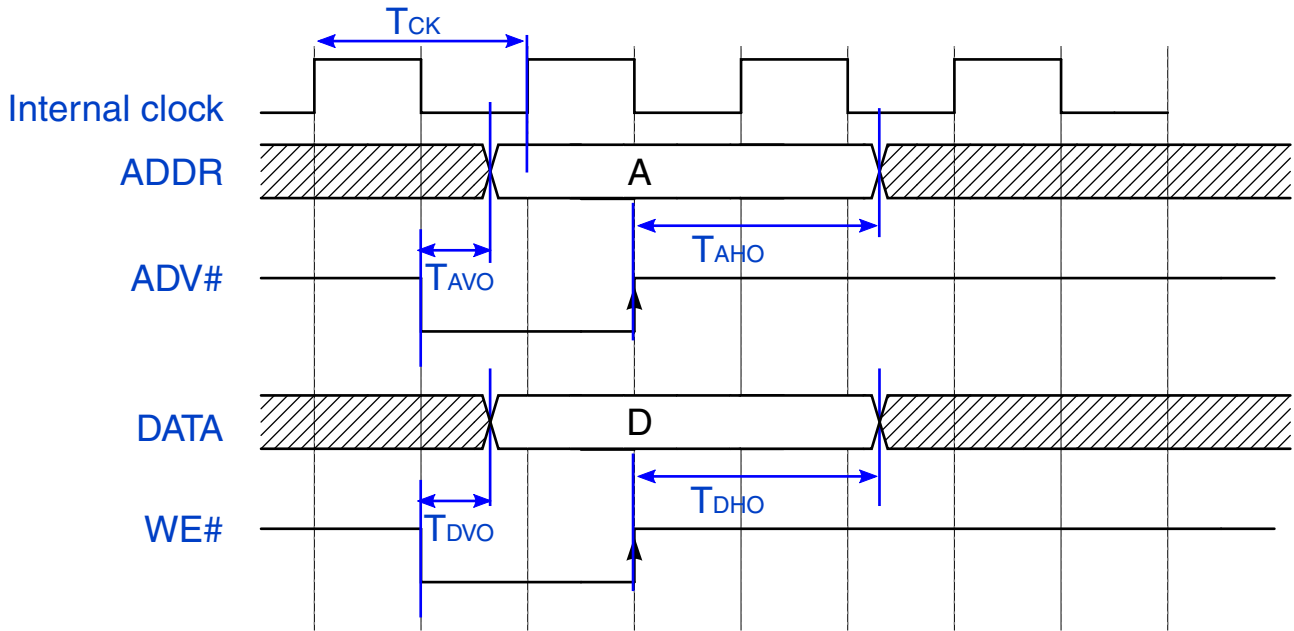 TCK
Internal clock
ADDR
A
TAHO
ADV#
TAVO
DATA
D
TDHO
WE#
TDVO